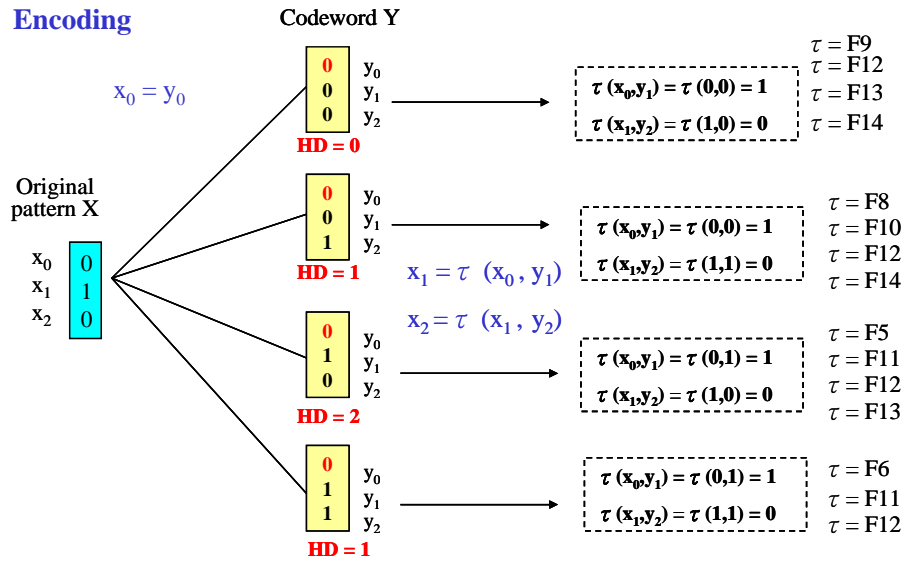 Encoding
Codeword Y
x0 = y0
0 y0
0 y1
0 y2
HD = 0
τ (x0,y1) = τ (0,0) = 1
τ (x1,y2) = τ (1,0) = 0
τ = F9
τ = F12
τ = F13
τ = F14
Original
pattern X
x0 0
x1 1
x2 0
0 y0
0 y1
1 y2
HD = 1
τ (x0,y1) = τ (0,0) = 1
τ (x1,y2) = τ (1,1) = 0
τ = F8
τ = F10
τ = F12
τ = F14
x1 = τ (x0 , y1)
x2 = τ (x1 , y2)
0 y0
1 y1
0 y2
HD = 2
τ (x0,y1) = τ (0,1) = 1
τ (x1,y2) = τ (1,0) = 0
τ = F5
τ = F11
τ = F12
τ = F13
0 y0
1 y1
1 y2
HD = 1
τ (x0,y1) = τ (0,1) = 1
τ (x1,y2) = τ (1,1) = 0
τ = F6
τ = F11
τ = F12